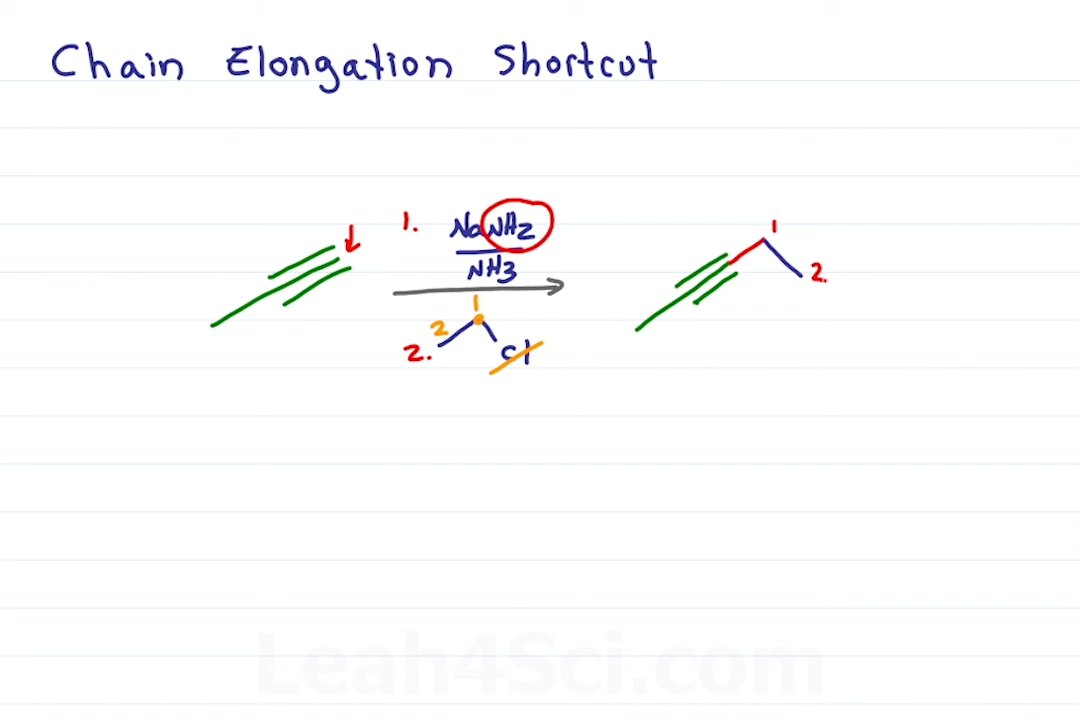 Chain Elongation Shortcut
1. NaNH2
NH3
1
2
2. Cl
1
2.
Leah4Sci.com